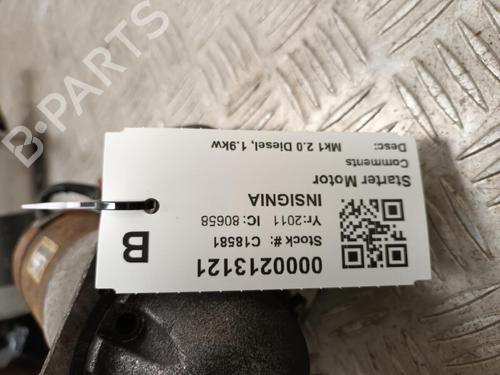 0000213121
Stock #: C18581
Yr: 2011 IC: 80658
INSIGNIA
Starter Motor
Comments
Desc: Mk1 2.0 Diesel, 1.9kw
B
B-PARTS